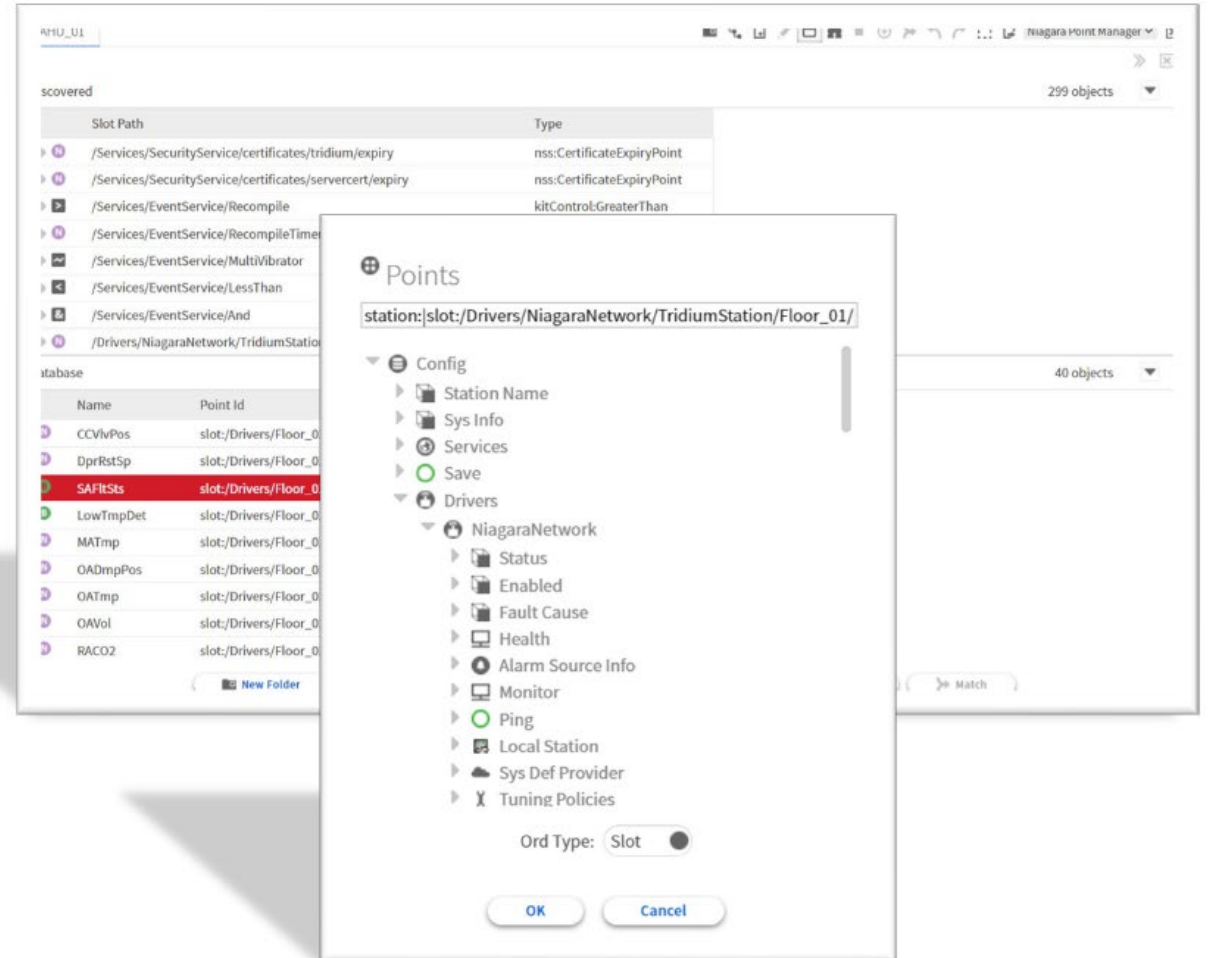 AHU_01 Niagara Point Manager
scovered 299 objects
Slot Path Type
/Services/SecurityService/certificates/tridium/expiry nss:CertificateExpiryPoint
/Services/SecurityService/certificates/servercert/expiry nss:CertificateExpiryPoint
/Services/EventService/Recompile kitControl:GreaterThan
/Services/EventService/RecompileTimer
/Services/EventService/MultiVibrator
/Services/EventService/LessThan
/Services/EventService/And
/Drivers/NiagaraNetwork/TridiumStatio
atabase 40 objects
Name Point Id
CCVlvPos slot:/Drivers/Floor_0
DprRstSp slot:/Drivers/Floor_0
SAFltSts slot:/Drivers/Floor_0
LowTmpDet slot:/Drivers/Floor_0
MATmp slot:/Drivers/Floor_0
OADmpPos slot:/Drivers/Floor_0
OATmp slot:/Drivers/Floor_0
OAVol slot:/Drivers/Floor_0
RACO2 slot:/Drivers/Floor_0
New Folder Match
Points
station:|slot:/Drivers/NiagaraNetwork/TridiumStation/Floor_01/
Config
Station Name
Sys Info
Services
Save
Drivers
NiagaraNetwork
Status
Enabled
Fault Cause
Health
Alarm Source Info
Monitor
Ping
Local Station
Sys Def Provider
Tuning Policies
Ord Type: Slot
OK Cancel